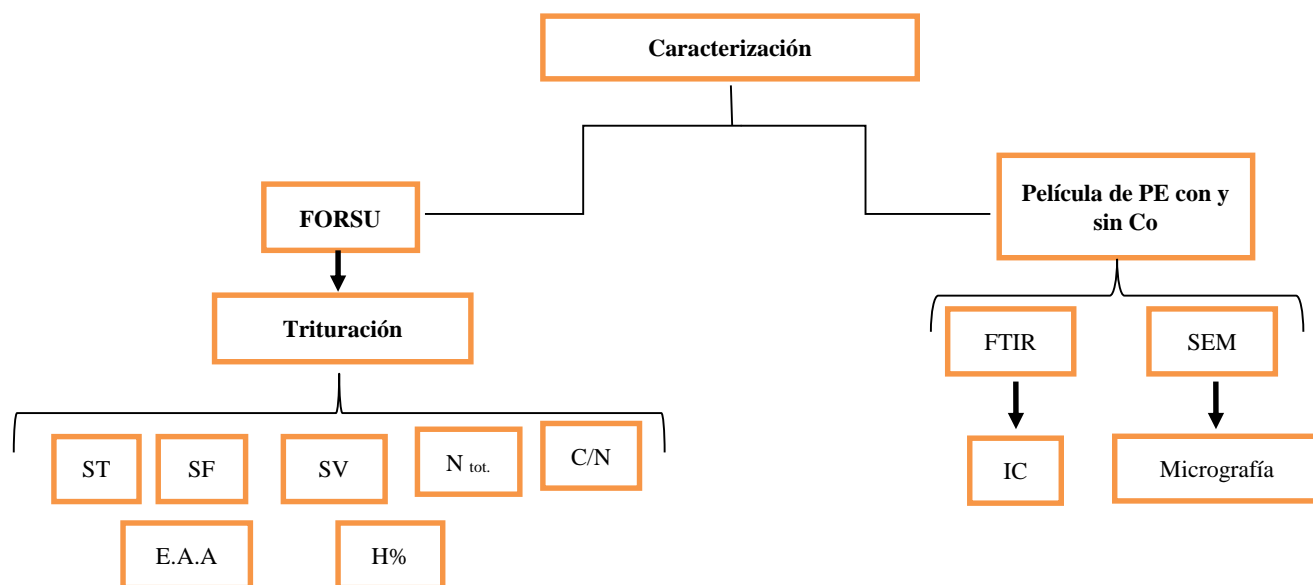 Caracterización
FORSU
Película de PE con y
sin Co
Trituración
FTIR
SEM
ST
SF
SV
N tot.
C/N
IC
Micrografía
E.A.A
H%